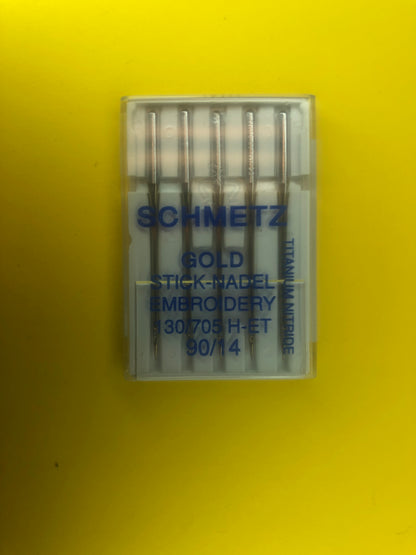 SCHMETZ
GOLD
STICK-NADEL
EMBROIDERY
130/705 H-ET
90/14
TITANIUM NITRIDE